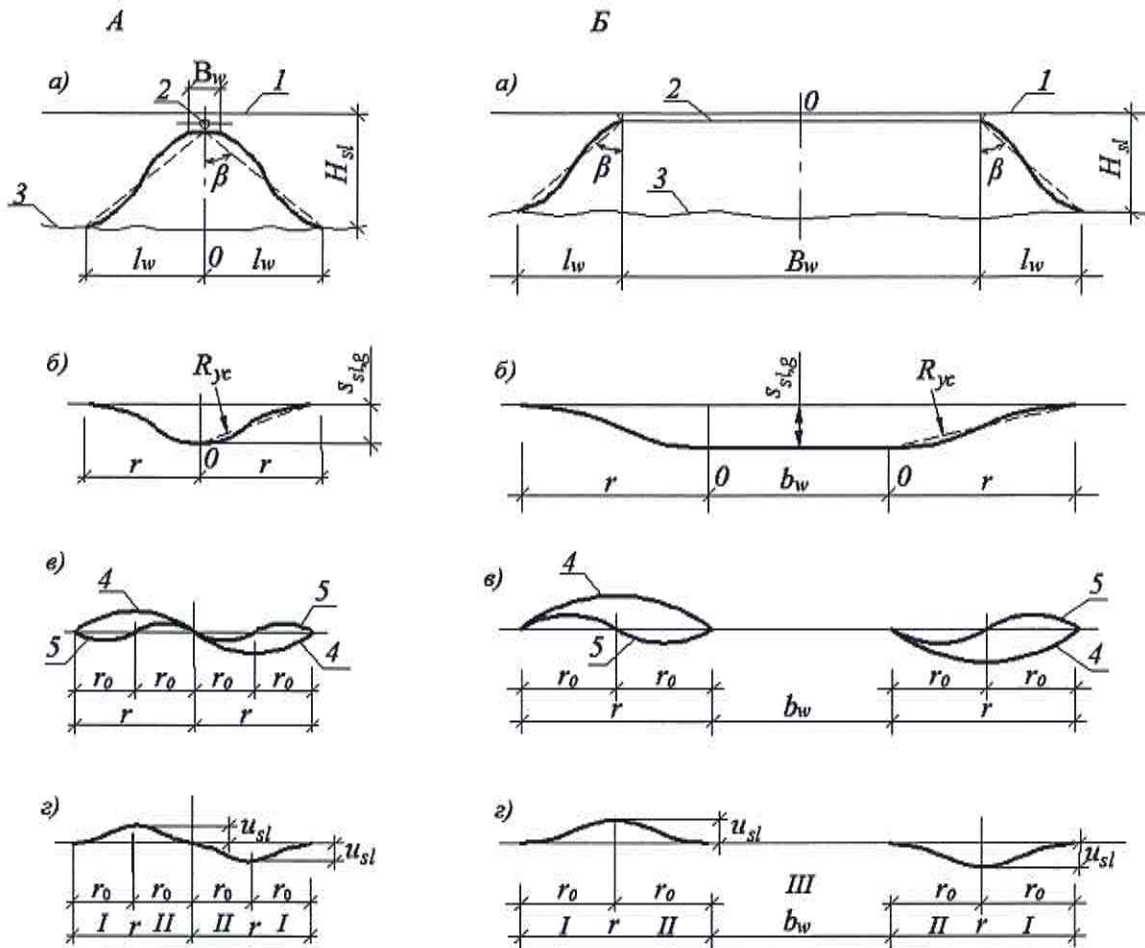 А Б
а) B_w 2 1 H_sl
3 β
l_w 0 l_w
а) 2 0 1 H_sl
β 3 β
l_w B_w l_w
б) R_yc s_sl,g
r 0 r
б) s_sl,g R_yc
r 0 b_w 0 r
в) 4 5
5 4
r_0 r_0 r_0 r_0
r r
в) 4 5
5 4
r_0 r_0 r_0 r_0
r b_w r
г) u_sl u_sl
r_0 r_0 r_0 r_0
I r II II r I
г) u_sl u_sl
r_0 r_0 III r_0 r_0
I r II b_w II r I